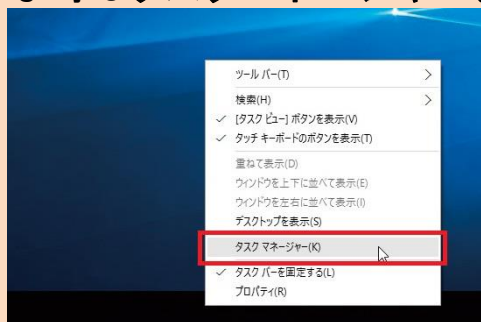 ツール バー(T)
検索(H)
[タスク ビュー] ボタンを表示(V)
タッチ キーボードのボタンを表示(T)
重ねて表示(D)
ウィンドウを上下に並べて表示(E)
ウィンドウを左右に並べて表示(I)
デスクトップを表示(S)
タスク マネージャー(K)
タスク バーを固定する(L)
プロパティ(R)